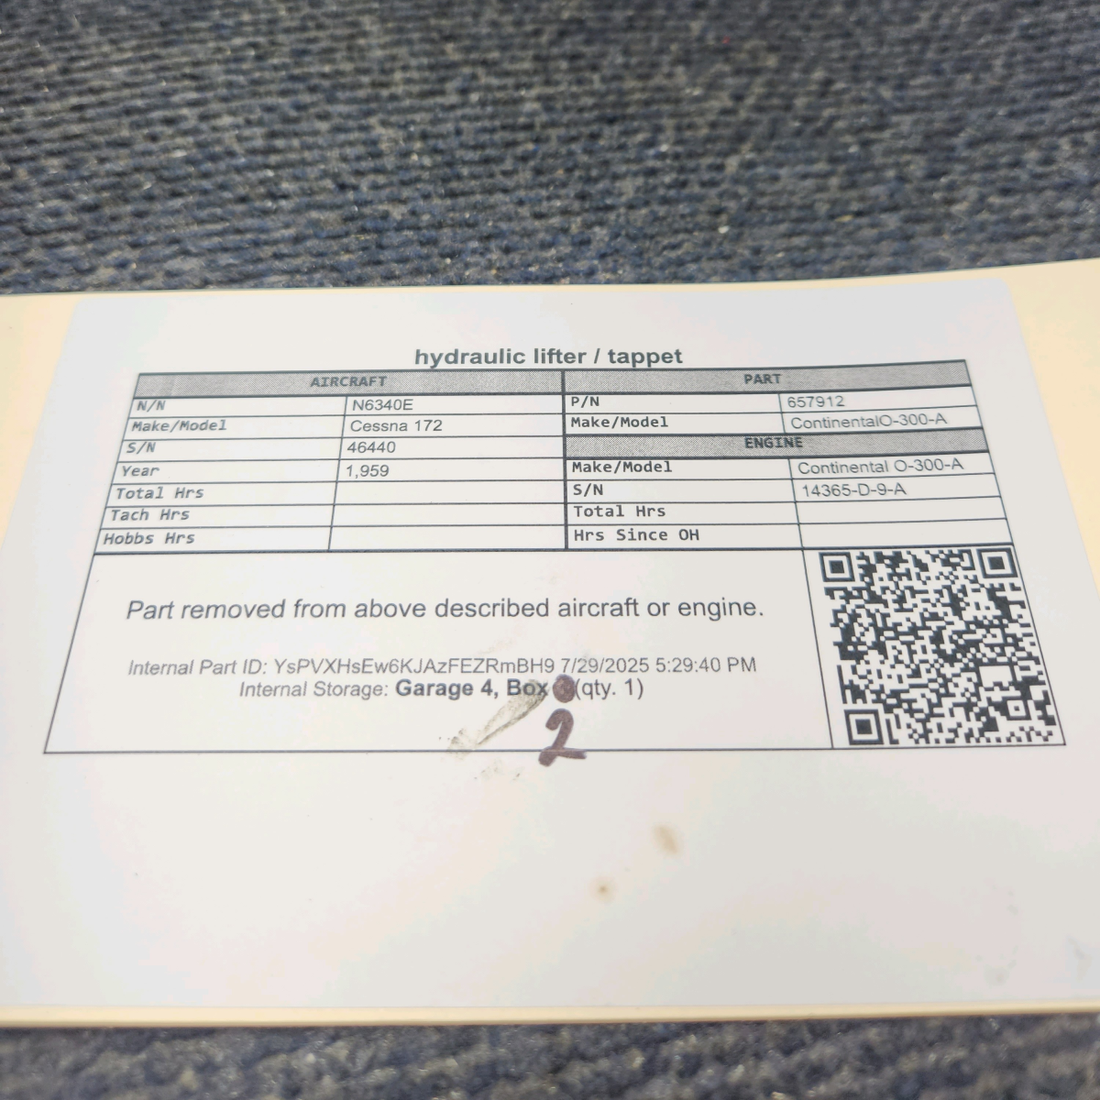 hydraulic lifter / tappet
AIRCRAFT PART
N/N N6340E P/N 657912
Make/Model Cessna 172 Make/Model ContinentalO-300-A
S/N 46440 ENGINE
Year 1,959 Make/Model Continental O-300-A
Total Hrs S/N 14365-D-9-A
Tach Hrs Total Hrs
Hobbs Hrs Hrs Since OH
Part removed from above described aircraft or engine.
Internal Part ID: YsPVXHsEw6KJAzFEZRmBH9 7/29/2025 5:29:40 PM
Internal Storage: Garage 4, Box (qty. 1)
2